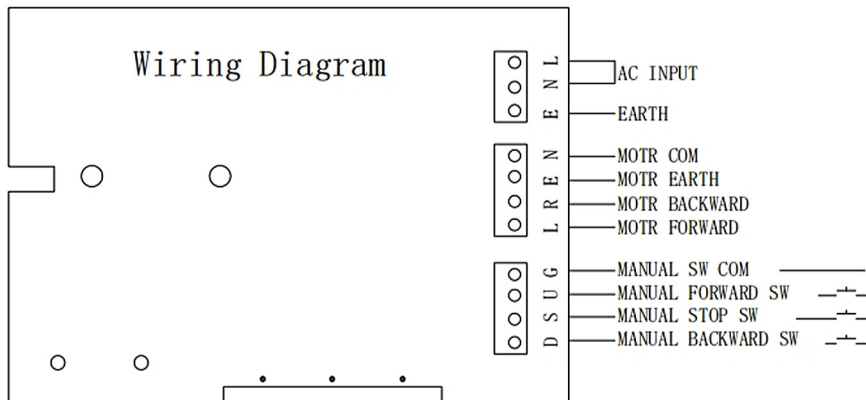 Wiring Diagram
L
AC INPUT
N
E EARTH
N MOTR COM
E MOTR EARTH
R MOTR BACKWARD
L MOTR FORWARD
G MANUAL SW COM
U MANUAL FORWARD SW
S MANUAL STOP SW
D MANUAL BACKWARD SW